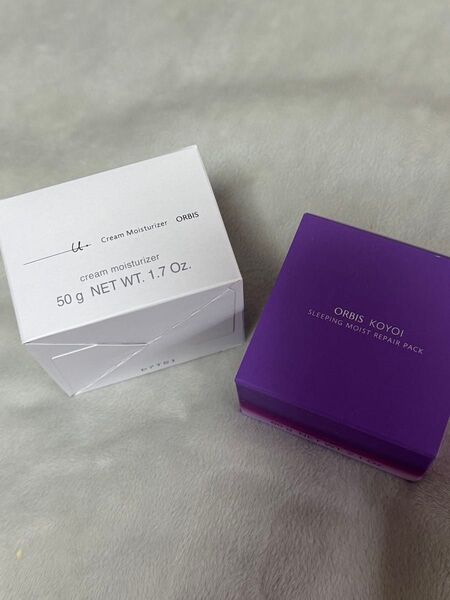 u. Cream Moisturizer ORBIS
cream moisturizer
50 g NET WT. 1.7 Oz.
ORBIS KOYOI
SLEEPING MOIST REPAIR PACK